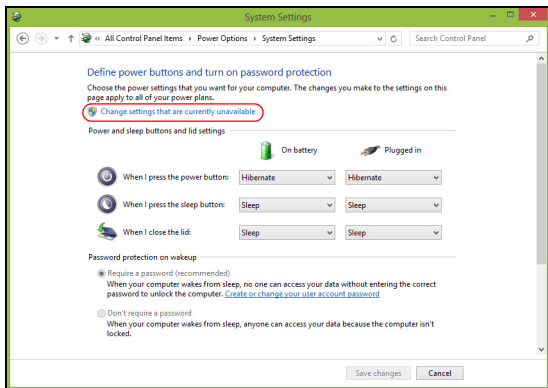 System Settings
« All Control Panel Items Power Options System Settings
Search Control Panel
Define power buttons and turn on password protection
Choose the power settings that you want for your computer. The changes you make to the settings on this
page apply to all of your power plans.
Change settings that are currently unavailable
Power and sleep buttons and lid settings
On battery Plugged in
When I press the power button: Hibernate Hibernate
When I press the sleep button: Sleep Sleep
When I close the lid: Sleep Sleep
Password protection on wakeup
Require a password (recommended)
When your computer wakes from sleep, no one can access your data without entering the correct
password to unlock the computer. Create or change your user account password
Don't require a password
When your computer wakes from sleep, anyone can access your data because the computer isn't
locked.
Save changes Cancel